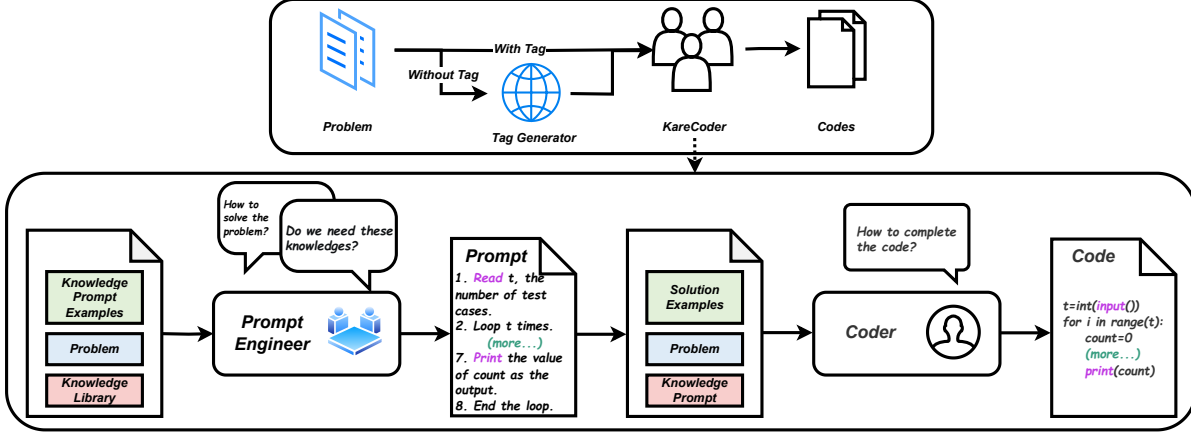 With Tag
Without Tag
Problem
Tag Generator
KareCoder
Codes
How to
solve the
problem?
Do we need these
knowledges?
Knowledge
Prompt
Examples
Problem
Knowledge
Library
Prompt
Engineer
Prompt
1. Read t, the
number of test
cases.
2. Loop t times.
(more...)
7. Print the value
of count as the
output.
8. End the loop.
Solution
Examples
Problem
Knowledge
Prompt
How to complete
the code?
Coder
Code
t=int(input())
for i in range(t):
count=0
(more...)
print(count)